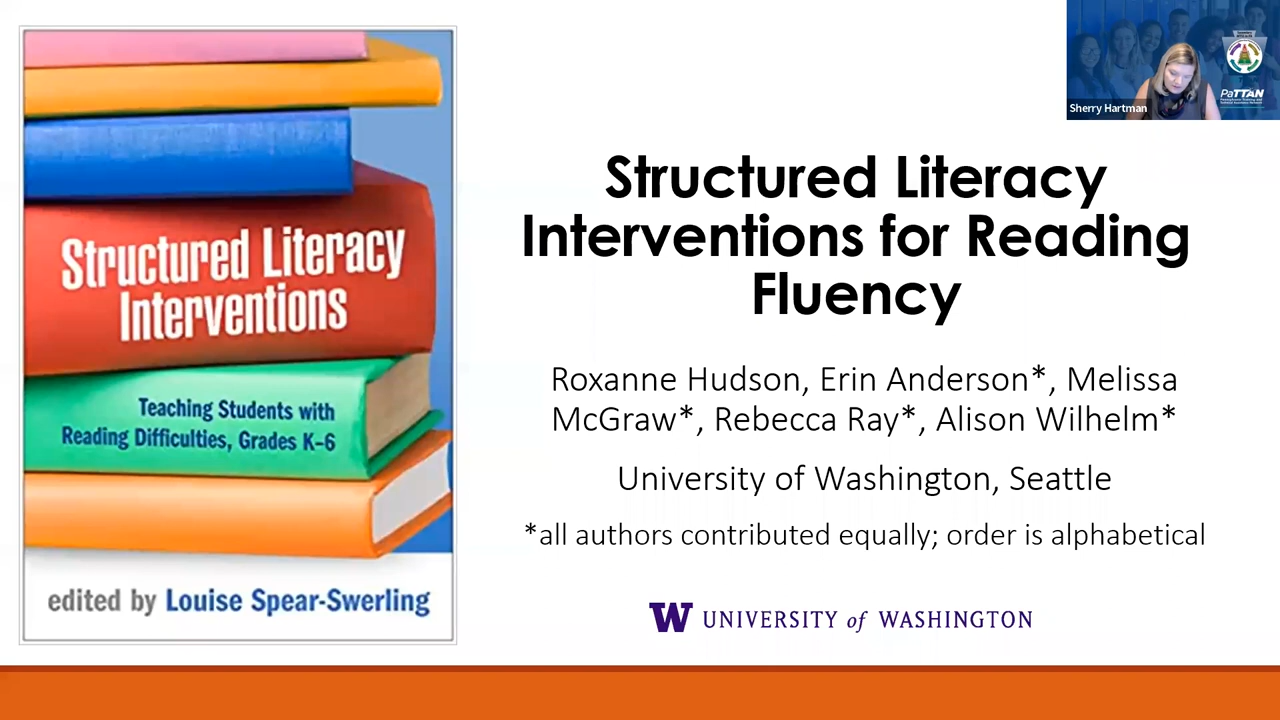 Structured Literacy
Interventions
Teaching Students with
Reading Difficulties, Grades K–6
edited by Louise Spear-Swerling
Structured Literacy
Interventions for Reading
Fluency
Roxanne Hudson, Erin Anderson*, Melissa
McGraw*, Rebecca Ray*, Alison Wilhelm*
University of Washington, Seattle
*all authors contributed equally; order is alphabetical
W UNIVERSITY of WASHINGTON
Sherry Hartman
PaTTAN